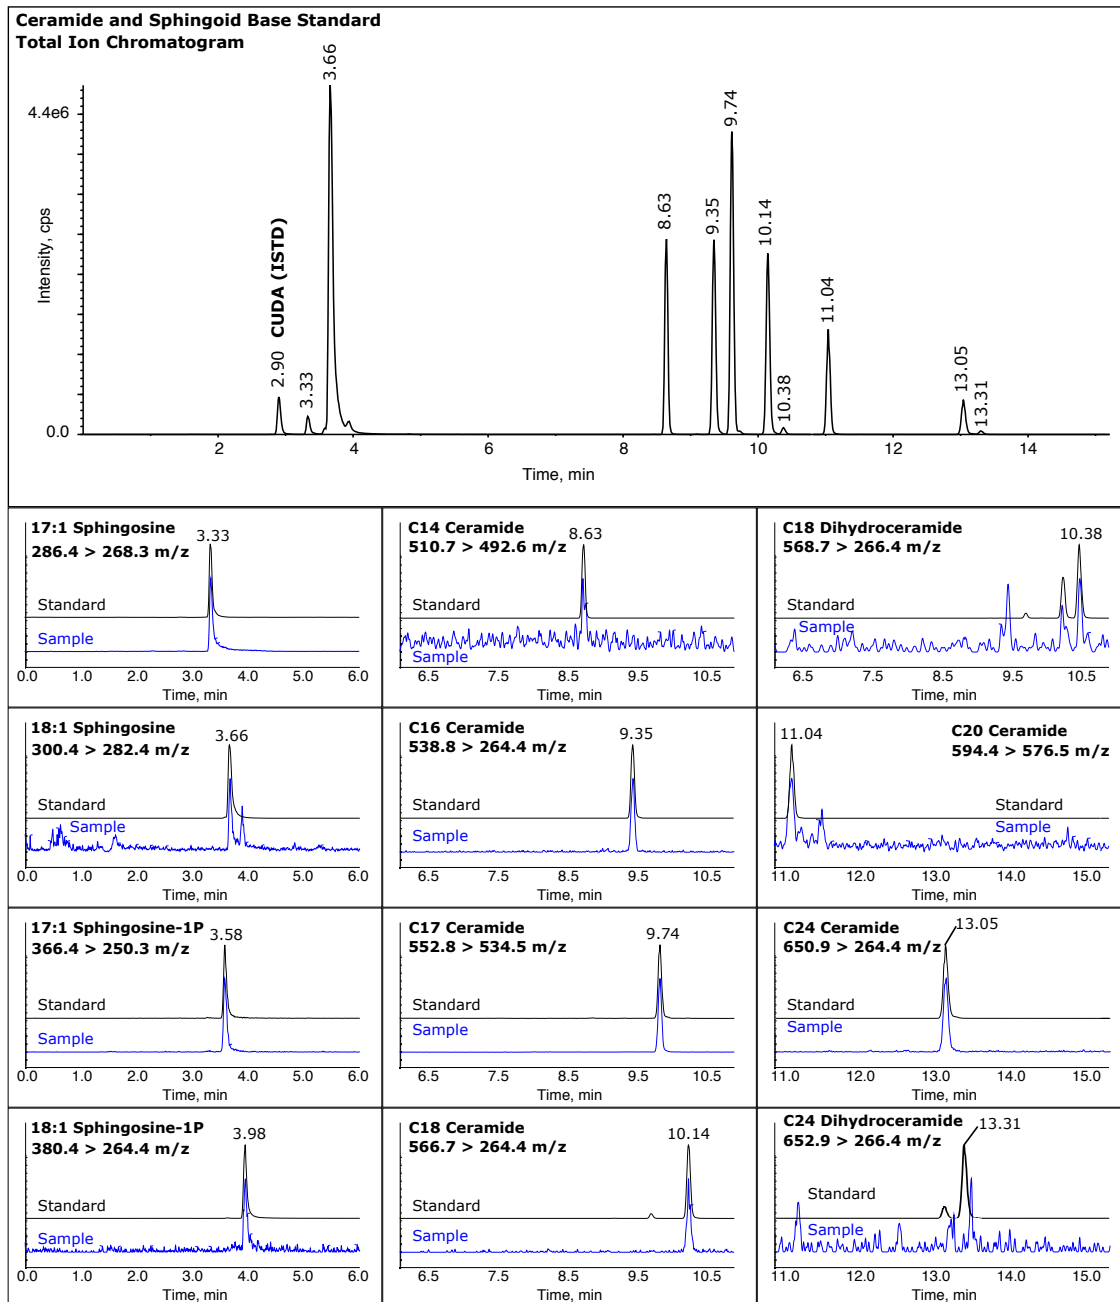 Ceramide and Sphingoid Base Standard
Total Ion Chromatogram
4.4e6
0.0
Intensity, cps
2.90 CUDA (ISTD)
3.33
3.66
8.63
9.35
9.74
10.14
10.38
11.04
13.05
13.31
2 4 6 8 10 12 14
Time, min
17:1 Sphingosine
286.4 > 268.3 m/z
3.33
Standard
Sample
0.0 1.0 2.0 3.0 4.0 5.0 6.0
Time, min
C14 Ceramide
510.7 > 492.6 m/z
8.63
Standard
Sample
6.5 7.5 8.5 9.5 10.5
Time, min
C18 Dihydroceramide
568.7 > 266.4 m/z
10.38
Standard
Sample
6.5 7.5 8.5 9.5 10.5
Time, min
18:1 Sphingosine
300.4 > 282.4 m/z
3.66
Standard
Sample
0.0 1.0 2.0 3.0 4.0 5.0 6.0
Time, min
C16 Ceramide
538.8 > 264.4 m/z
9.35
Standard
Sample
6.5 7.5 8.5 9.5 10.5
Time, min
11.04
C20 Ceramide
594.4 > 576.5 m/z
Standard
Sample
11.0 12.0 13.0 14.0 15.0
Time, min
17:1 Sphingosine-1P
366.4 > 250.3 m/z
3.58
Standard
Sample
0.0 1.0 2.0 3.0 4.0 5.0 6.0
Time, min
C17 Ceramide
552.8 > 534.5 m/z
9.74
Standard
Sample
6.5 7.5 8.5 9.5 10.5
Time, min
C24 Ceramide
650.9 > 264.4 m/z
13.05
Standard
Sample
11.0 12.0 13.0 14.0 15.0
Time, min
18:1 Sphingosine-1P
380.4 > 264.4 m/z
3.98
Standard
Sample
0.0 1.0 2.0 3.0 4.0 5.0 6.0
Time, min
C18 Ceramide
566.7 > 264.4 m/z
10.14
Standard
Sample
6.5 7.5 8.5 9.5 10.5
Time, min
C24 Dihydroceramide
652.9 > 266.4 m/z
13.31
Standard
Sample
11.0 12.0 13.0 14.0 15.0
Time, min